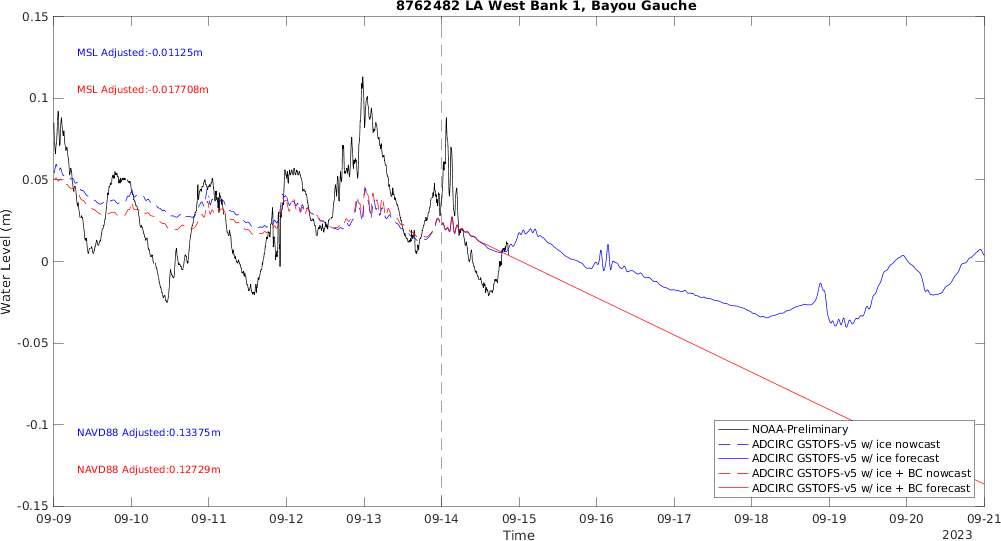 8762482 LA West Bank 1, Bayou Gauche
0.15
0.1
0.05
0
-0.05
-0.1
-0.15
Water Level (m)
MSL Adjusted:-0.01125m
MSL Adjusted:-0.017708m
NAVD88 Adjusted:0.13375m
NAVD88 Adjusted:0.12729m
NOAA-Preliminary
ADCIRC GSTOFS-v5 w/ ice nowcast
ADCIRC GSTOFS-v5 w/ ice forecast
ADCIRC GSTOFS-v5 w/ ice + BC nowcast
ADCIRC GSTOFS-v5 w/ ice + BC forecast
09-09 09-10 09-11 09-12 09-13 09-14 09-15 09-16 09-17 09-18 09-19 09-20 09-21
Time
2023